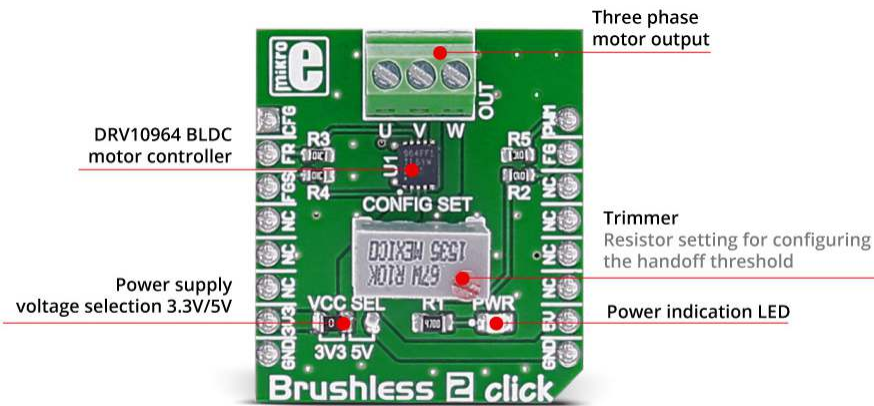 Three phase
motor output
mikro
e
OUT
U V W
CFG
PWM
DRV10964 BLDC
motor controller
FR
R3
R5
FG
U1
FGS
R4
R2
NC
CONFIG SET
NC
NC
Trimmer
Resistor setting for configuring
the handoff threshold
NC
NC
1535 MEXICO
67W R10K
NC
NC
Power supply
voltage selection 3.3V/5V
VCC SEL
R1
PWR
Power indication LED
3V3
0
4700
5V
3V3 5V
GND
GND
Brushless 2 click